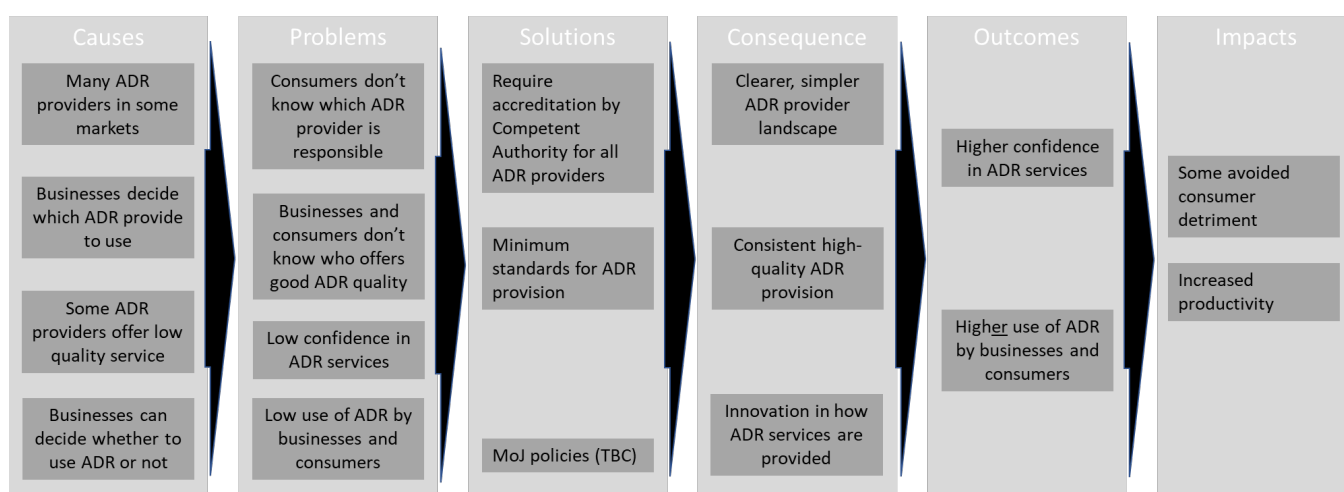 Causes
Many ADR
providers in some
markets
Businesses decide
which ADR provide
to use
Some ADR
providers offer low
quality service
Businesses can
decide whether to
use ADR or not
Problems
Consumers don’t
know which ADR
provider is
responsible
Businesses and
consumers don’t
know who offers
good ADR quality
Low confidence in
ADR services
Low use of ADR by
businesses and
consumers
Solutions
Require
accreditation by
Competent
Authority for all
ADR providers
Minimum
standards for ADR
provision
MoJ policies (TBC)
Consequence
Clearer, simpler
ADR provider
landscape
Consistent high-
quality ADR
provision
Innovation in how
ADR services are
provided
Outcomes
Higher confidence
in ADR services
Higher use of ADR
by businesses and
consumers
Impacts
Some avoided
consumer
detriment
Increased
productivity